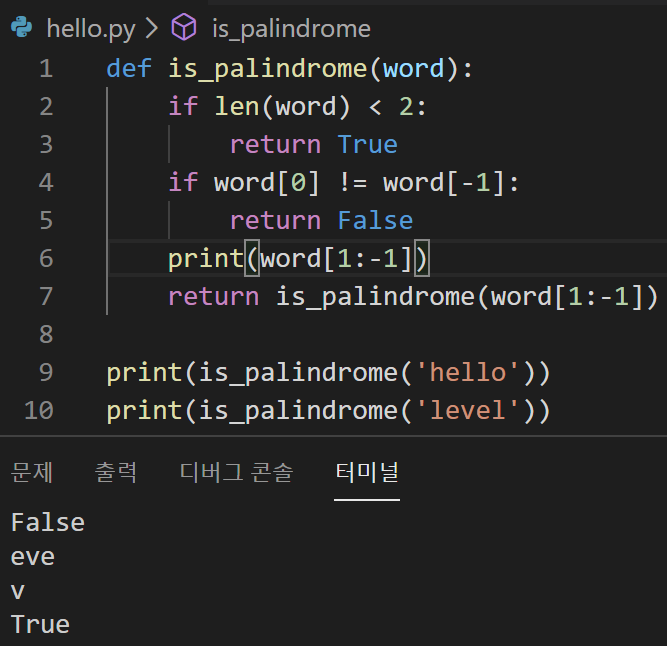 hello.py > is_palindrome
1 def is_palindrome(word):
2     if len(word) < 2:
3         return True
4     if word[0] != word[-1]:
5         return False
6     print(word[1:-1])
7     return is_palindrome(word[1:-1])
8
9 print(is_palindrome('hello'))
10 print(is_palindrome('level'))
문제 출력 디버그 콘솔 터미널
False
eve
v
True